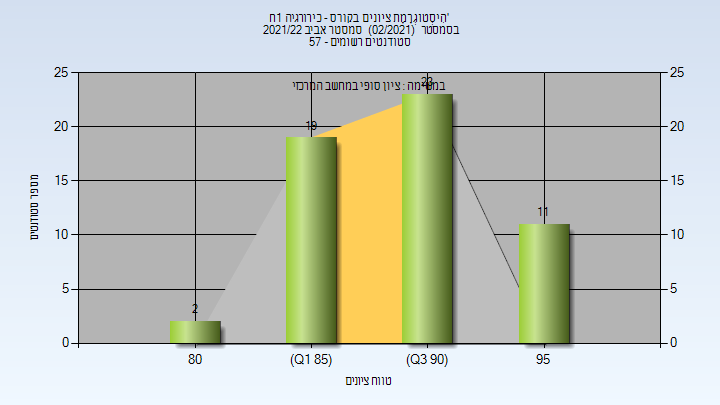 היסטוגרמת ציונים בקורס - כירורגיה 1ח'
בסמסטר (02/2021) סמסטר אביב 2021/22
סטודנטים רשומים - 57
במשימה : ציון סופי במחשב המרכזי
25
20
15
10
5
0
25
20
15
10
5
0
מספר סטודנטים
2
19
23
11
80
(Q1 85)
(Q3 90)
95
טווח ציונים